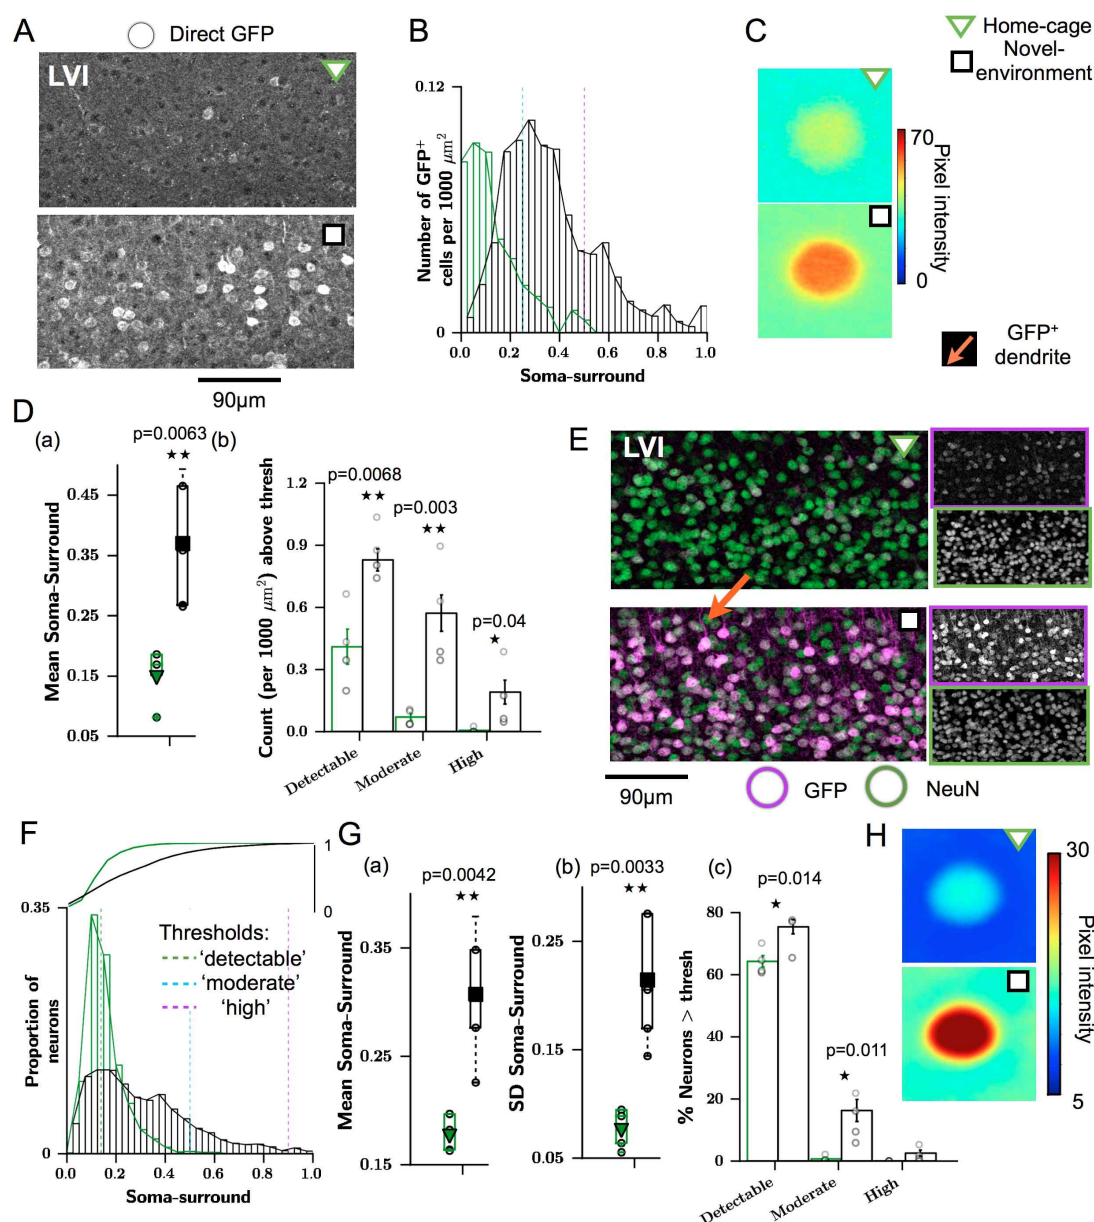 A
Direct GFP
LVI
90µm
B
Number of GFP+
cells per 1000 µm2
0.12
0
0.0 0.2 0.4 0.6 0.8 1.0
Soma-surround
C
Home-cage
Novel-
environment
70
0
Pixel intensity
GFP+
dendrite
D
(a)
p=0.0063
★★
Mean Soma-Surround
0.45
0.35
0.25
0.15
0.05
(b)
Count (per 1000 µm2) above thresh
1.2
0.9
0.6
0.3
0.0
p=0.0068
★★
p=0.003
★★
p=0.04
★
Detectable
Moderate
High
E
LVI
90µm
GFP
NeuN
F
1
0
0.35
Proportion of
neurons
0
Thresholds:
'detectable'
'moderate'
'high'
0.0 0.2 0.4 0.6 0.8 1.0
Soma-surround
G
(a)
p=0.0042
★★
Mean Soma-Surround
0.35
0.25
0.15
(b)
p=0.0033
★★
SD Soma-Surround
0.25
0.15
0.05
(c)
p=0.014
★
% Neurons > thresh
80
60
40
20
0
p=0.011
★
Detectable
Moderate
High
H
30
5
Pixel intensity